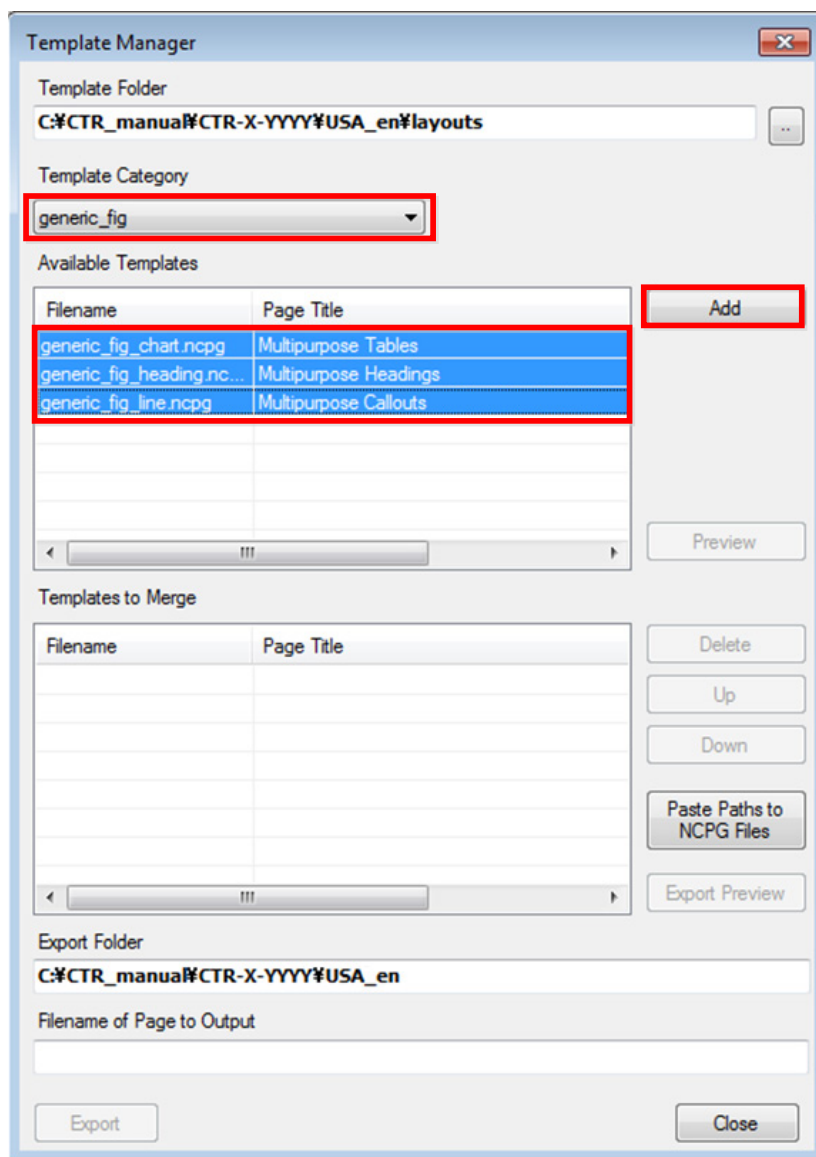 Template Manager
Template Folder
C:¥CTR_manual¥CTR-X-YYYY¥USA_en¥layouts
..
Template Category
generic_fig
Available Templates
Filename Page Title
Add
generic_fig_chart.ncpg Multipurpose Tables
generic_fig_heading.nc... Multipurpose Headings
generic_fig_line.ncpg Multipurpose Callouts
Preview
Templates to Merge
Filename Page Title
Delete
Up
Down
Paste Paths to
NCPG Files
Export Preview
Export Folder
C:¥CTR_manual¥CTR-X-YYYY¥USA_en
Filename of Page to Output
Export
Close